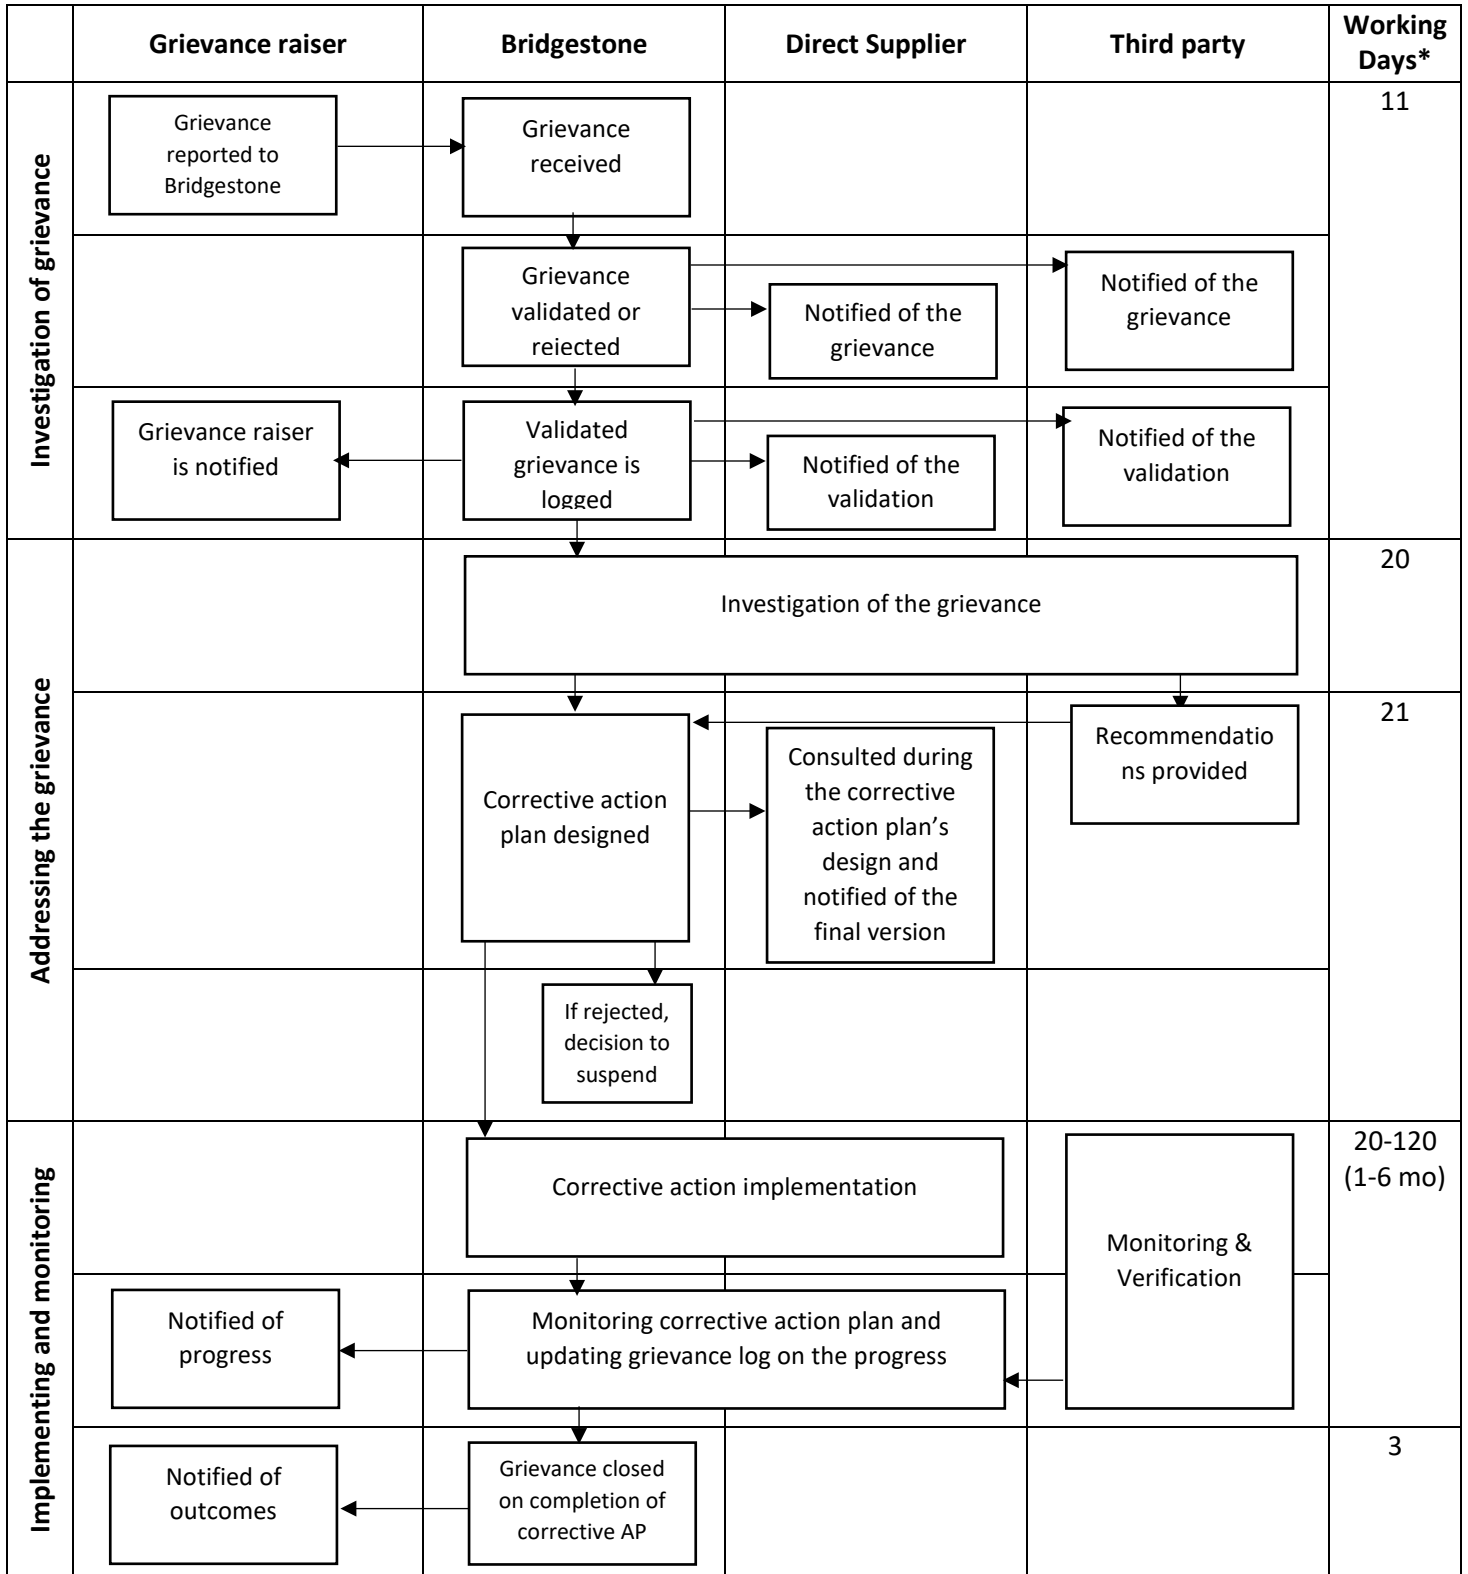 Grievance raiser
Bridgestone
Direct Supplier
Third party
Working
Days*
Investigation of grievance
Grievance
reported to
Bridgestone
Grievance
received
11
Grievance
validated or
rejected
Notified of the
grievance
Notified of the
grievance
Grievance raiser
is notified
Validated
grievance is
logged
Notified of the
validation
Notified of the
validation
Addressing the grievance
Investigation of the grievance
20
Corrective action
plan designed
Consulted during
the corrective
action plan’s
design and
notified of the
final version
Recommendatio
ns provided
21
If rejected,
decision to
suspend
Implementing and monitoring
Corrective action implementation
Monitoring &
Verification
20-120
(1-6 mo)
Notified of
progress
Monitoring corrective action plan and
updating grievance log on the progress
Notified of
outcomes
Grievance closed
on completion of
corrective AP
3